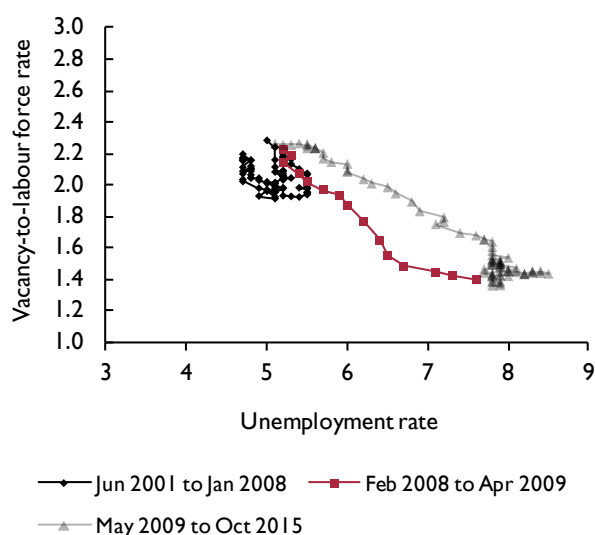 Vacancy-to-labour force rate
3.0
2.8
2.6
2.4
2.2
2.0
1.8
1.6
1.4
1.2
1.0
3 4 5 6 7 8 9
Unemployment rate
Jun 2001 to Jan 2008 Feb 2008 to Apr 2009
May 2009 to Oct 2015